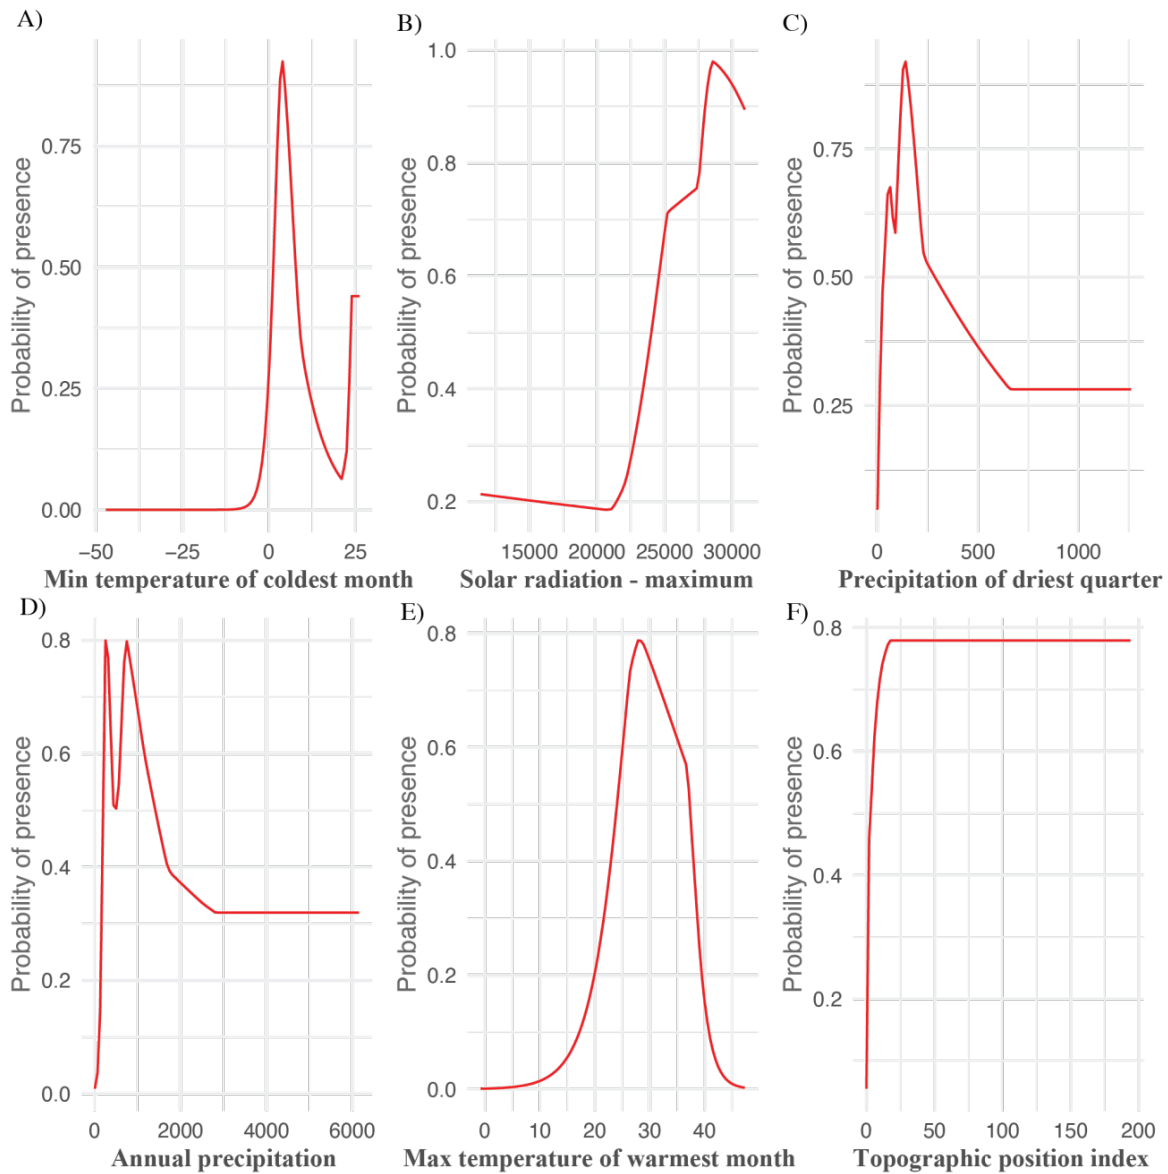 A)
Probability of presence
0.75
0.50
0.25
0.00
−50 −25 0 25
Min temperature of coldest month
B)
Probability of presence
1.0
0.8
0.6
0.4
0.2
15000 20000 25000 30000
Solar radiation - maximum
C)
Probability of presence
0.75
0.50
0.25
0 500 1000
Precipitation of driest quarter
D)
Probability of presence
0.8
0.6
0.4
0.2
0.0
0 2000 4000 6000
Annual precipitation
E)
Probability of presence
0.8
0.6
0.4
0.2
0.0
0 10 20 30 40
Max temperature of warmest month
F)
Probability of presence
0.8
0.6
0.4
0.2
0 50 100 150 200
Topographic position index